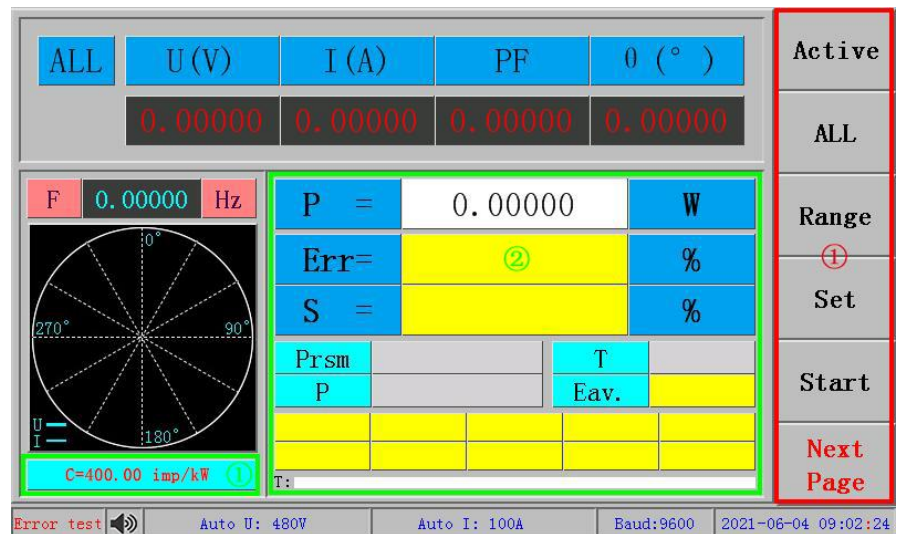 ALL U(V) I(A) PF θ(°)
0.00000 0.00000 0.00000 0.00000
F 0.00000 Hz
0°
270° 90°
180°
U
I
C=400.00 imp/kW ①
P = 0.00000 W
Err= ② %
S = %
Prsm T
P Eav.
T:
Active
ALL
Range
①
Set
Start
Next
Page
Error test Auto U: 480V Auto I: 100A Baud:9600 2021-06-04 09:02:24